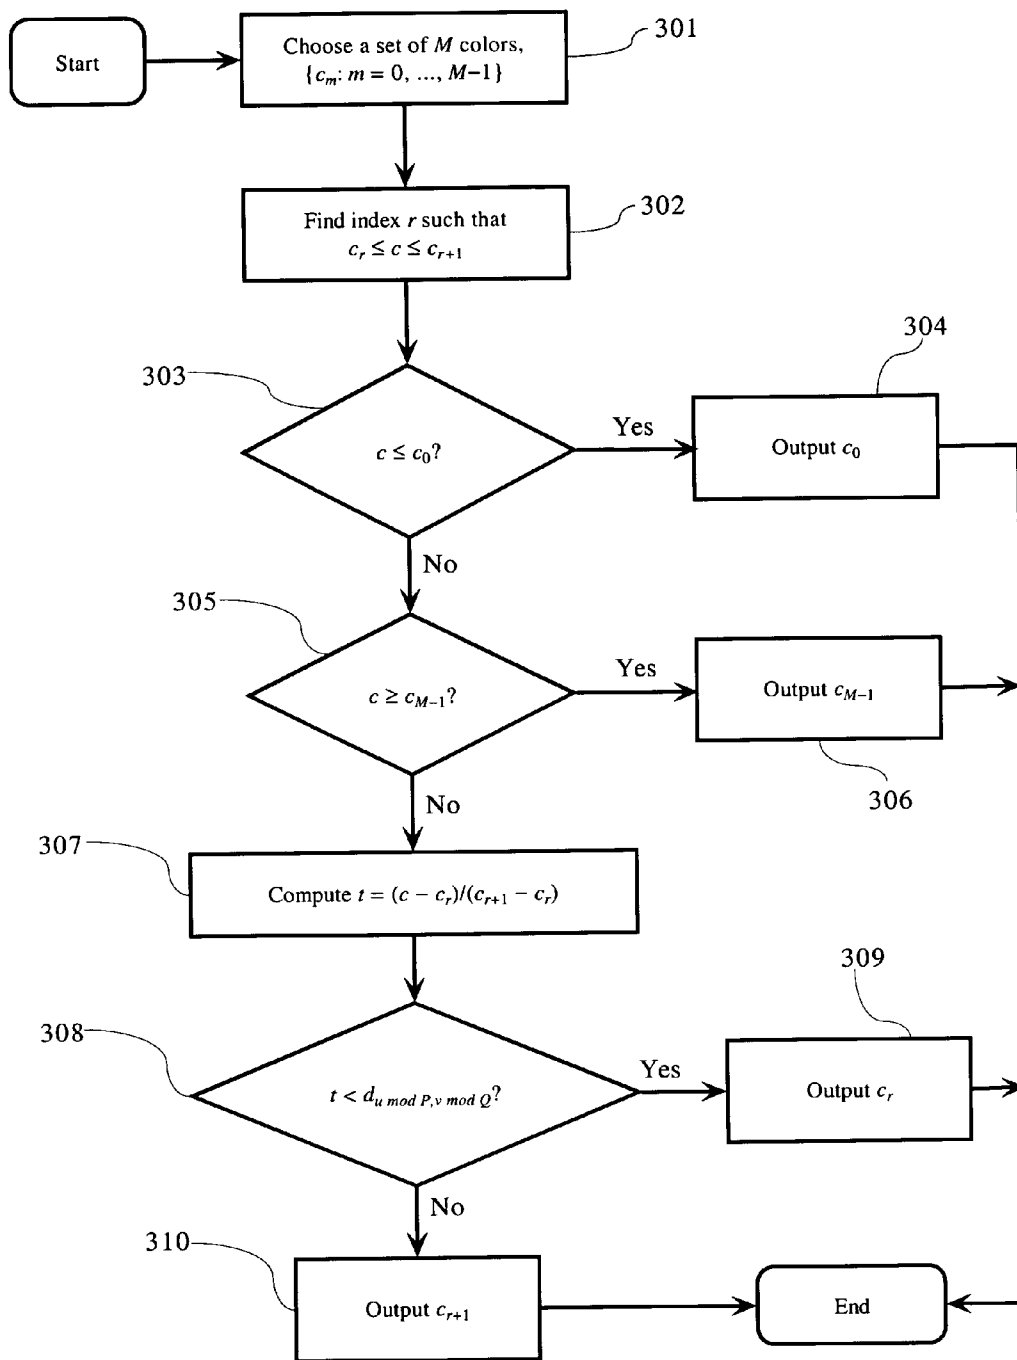 Start
Choose a set of M colors,
{c_m: m = 0, ..., M−1}
301
Find index r such that
c_r ≤ c ≤ c_{r+1}
302
303
c ≤ c_0?
Yes
304
Output c_0
No
305
c ≥ c_{M−1}?
Yes
Output c_{M−1}
306
No
307
Compute t = (c − c_r)/(c_{r+1} − c_r)
308
t < d_{u mod P,v mod Q}?
Yes
309
Output c_r
No
310
Output c_{r+1}
End